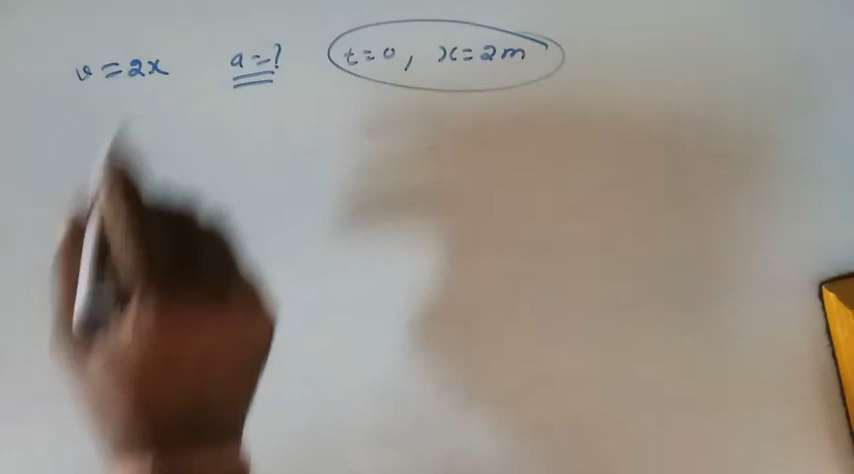 v=2x a=? t=0, x=2m